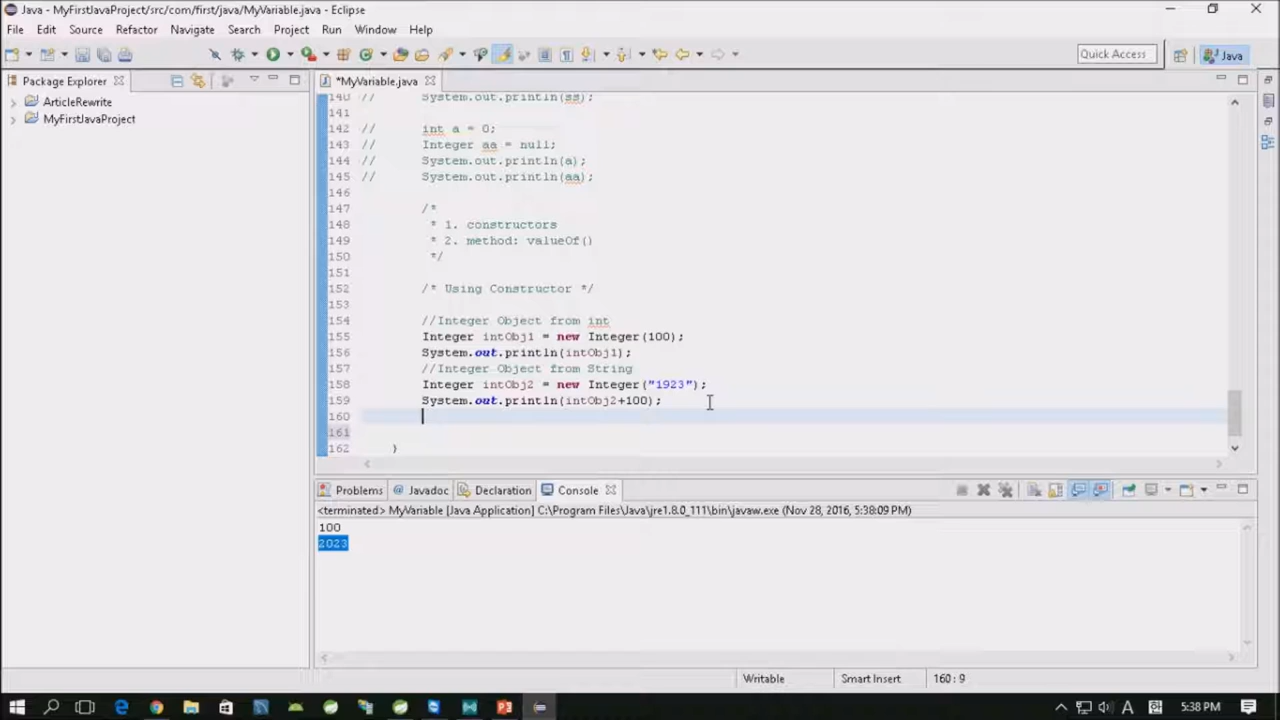 Java - MyFirstJavaProject/src/com/first/java/MyVariable.java - Eclipse
File Edit Source Refactor Navigate Search Project Run Window Help
Quick Access
Java
Package Explorer
*MyVariable.java
ArticleRewrite
MyFirstJavaProject
140 // System.out.println(ss);
141
142 // int a = 0;
143 // Integer aa = null;
144 // System.out.println(a);
145 // System.out.println(aa);
146
147 /*
148 * 1. constructors
149 * 2. method: valueOf()
150 */
151
152 /* Using Constructor */
153
154 //Integer Object from int
155 Integer intObj1 = new Integer(100);
156 System.out.println(intObj1);
157 //Integer Object from String
158 Integer intObj2 = new Integer("1923");
159 System.out.println(intObj2+100);
160
161
162 }
Problems @ Javadoc Declaration Console
<terminated> MyVariable [Java Application] C:\Program Files\Java\jre1.8.0_111\bin\javaw.exe (Nov 28, 2016, 5:38:09 PM)
100
2023
Writable Smart Insert 160 : 9
A 5:38 PM